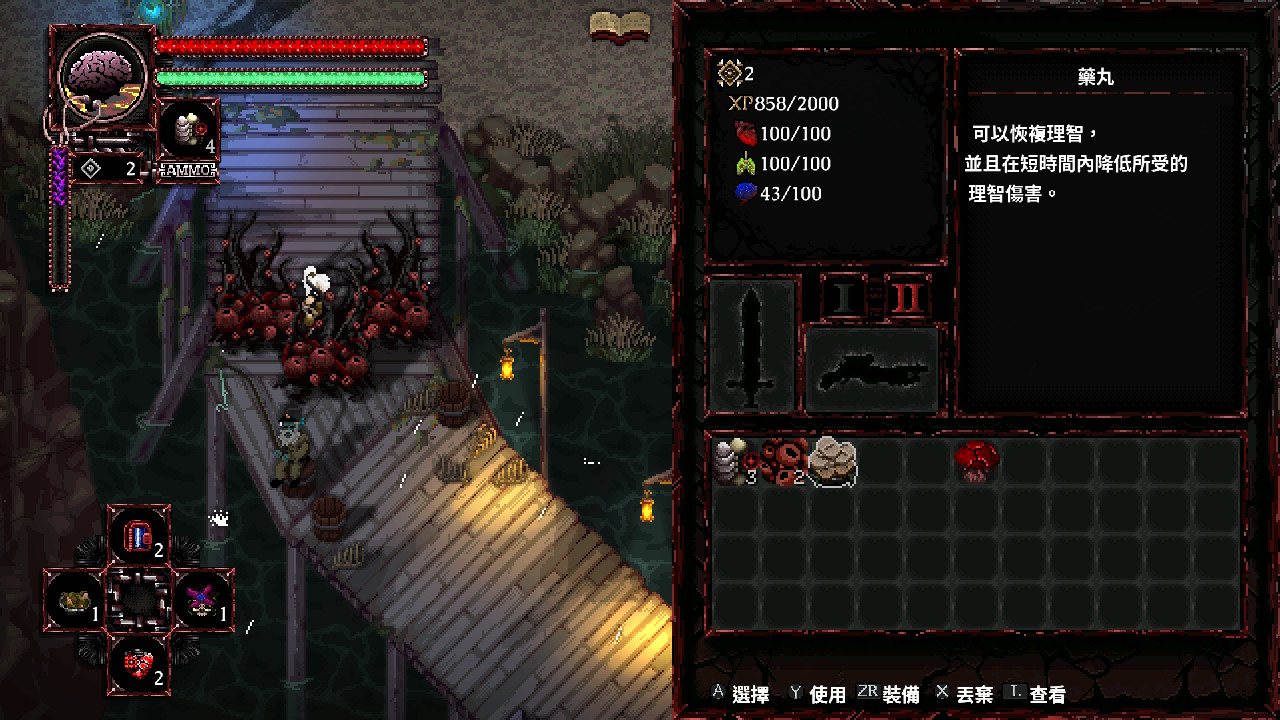 2
4
AMMO
2
1
1
2
2
XP858/2000
100/100
100/100
43/100
藥丸
可以恢複理智，
並且在短時間內降低所受的
理智傷害。
I II
3 2
A 選擇 Y 使用 ZR 裝備 X 丟棄 查看